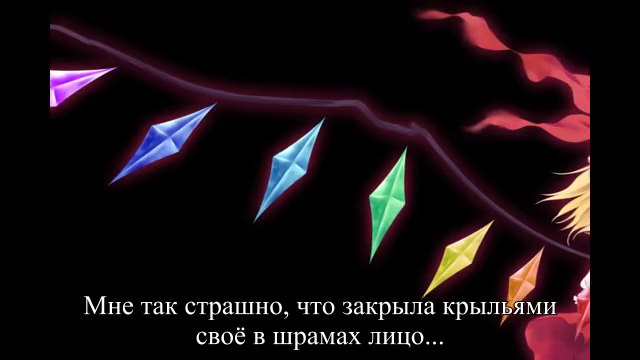 Мне так страшно, что закрыла крыльями
своё в шрамах лицо...